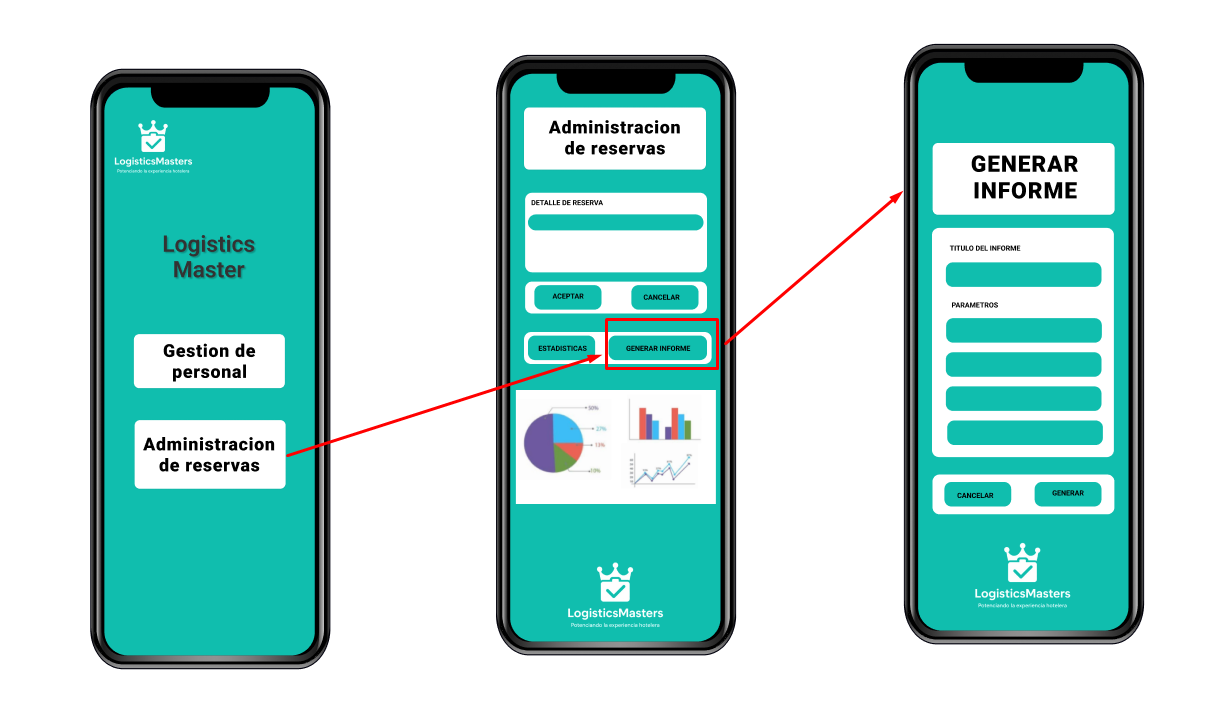 LogisticsMasters
Potenciando la experiencia hotelera
Logistics
Master
Gestion de
personal
Administracion
de reservas
Administracion
de reservas
DETALLE DE RESERVA
ACEPTAR
CANCELAR
ESTADISTICAS
GENERAR INFORME
50%
27%
13%
10%
LogisticsMasters
Potenciando la experiencia hotelera
GENERAR
INFORME
TITULO DEL INFORME
PARAMETROS
CANCELAR
GENERAR
LogisticsMasters
Potenciando la experiencia hotelera